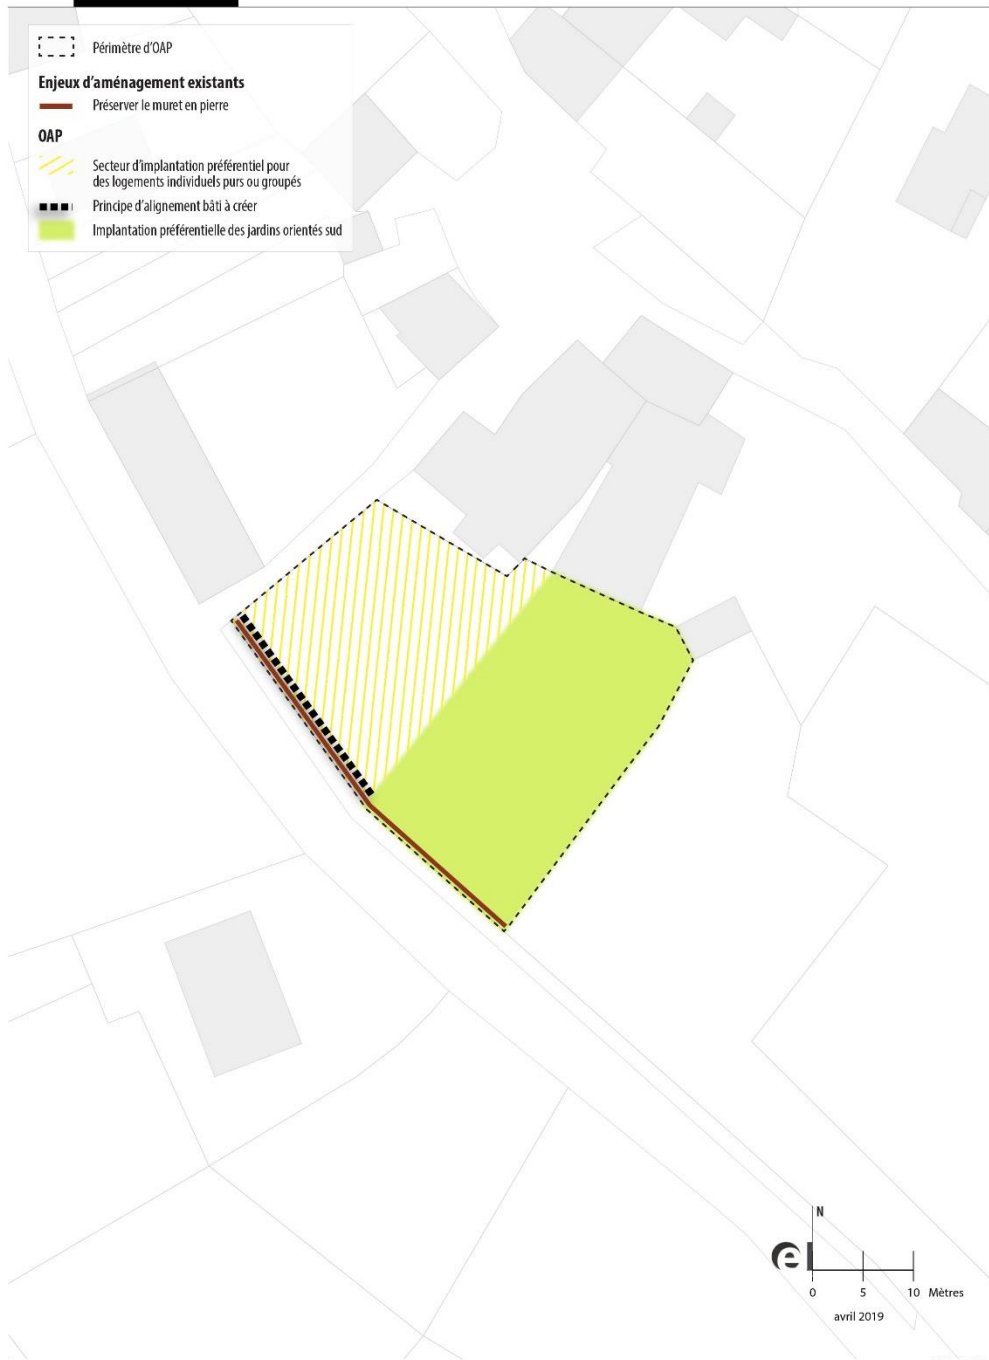 Périmètre d'OAP
Enjeux d'aménagement existants
Préserver le muret en pierre
OAP
Secteur d'implantation préférentiel pour
des logements individuels purs ou groupés
Principe d'alignement bâti à créer
Implantation préférentielle des jardins orientés sud
N
0 5 10 Mètres
avril 2019